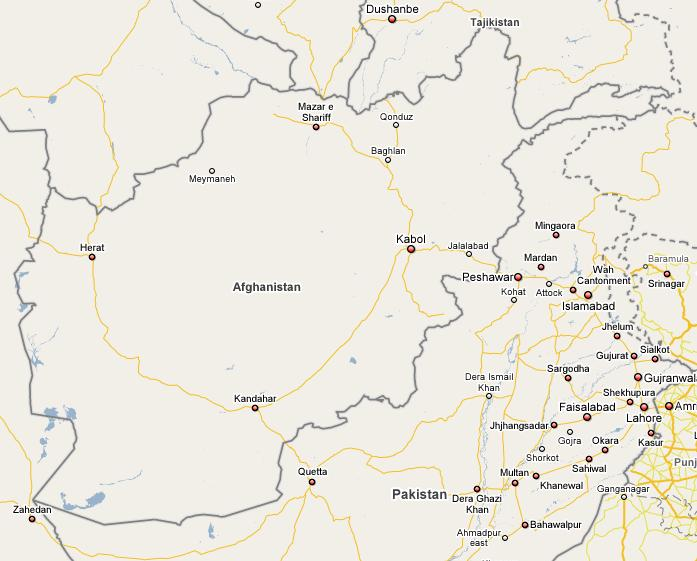 Dushanbe
Tajikistan
Mazar e
Shariff
Qonduz
Baghlan
Meymaneh
Mingaora
Herat
Kabol
Jalalabad
Mardan
Baramula
Wah
Cantonment
Srinagar
Peshawar
Kohat
Attock
Islamabad
Afghanistan
Jhelum
Gujurat
Sialkot
Sargodha
Dera Ismail
Khan
Gujranwal
Kandahar
Shekhupura
Faisalabad
Lahore
Amri
Jhjhangsadar
Gojra
Okara
Kasur
Shorkot
Sahiwal
Punj
Quetta
Multan
Khanewal
Ganganagar
Pakistan
Dera Ghazi
Khan
Zahedan
Bahawalpur
Ahmadpur
east